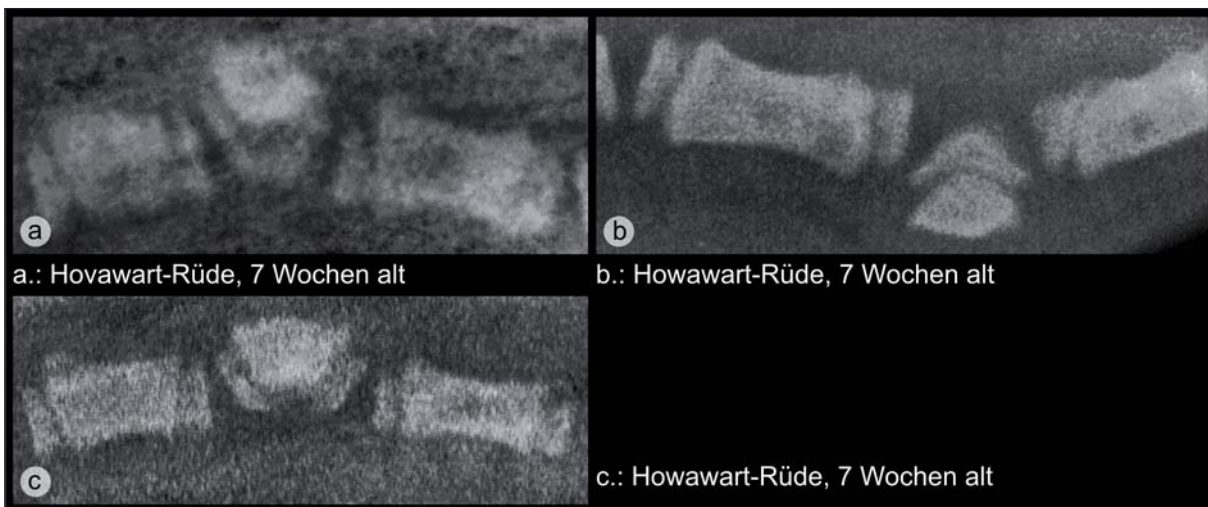 a
b
a.: Hovawart-Rüde, 7 Wochen alt
b.: Howawart-Rüde, 7 Wochen alt
c
c.: Howawart-Rüde, 7 Wochen alt